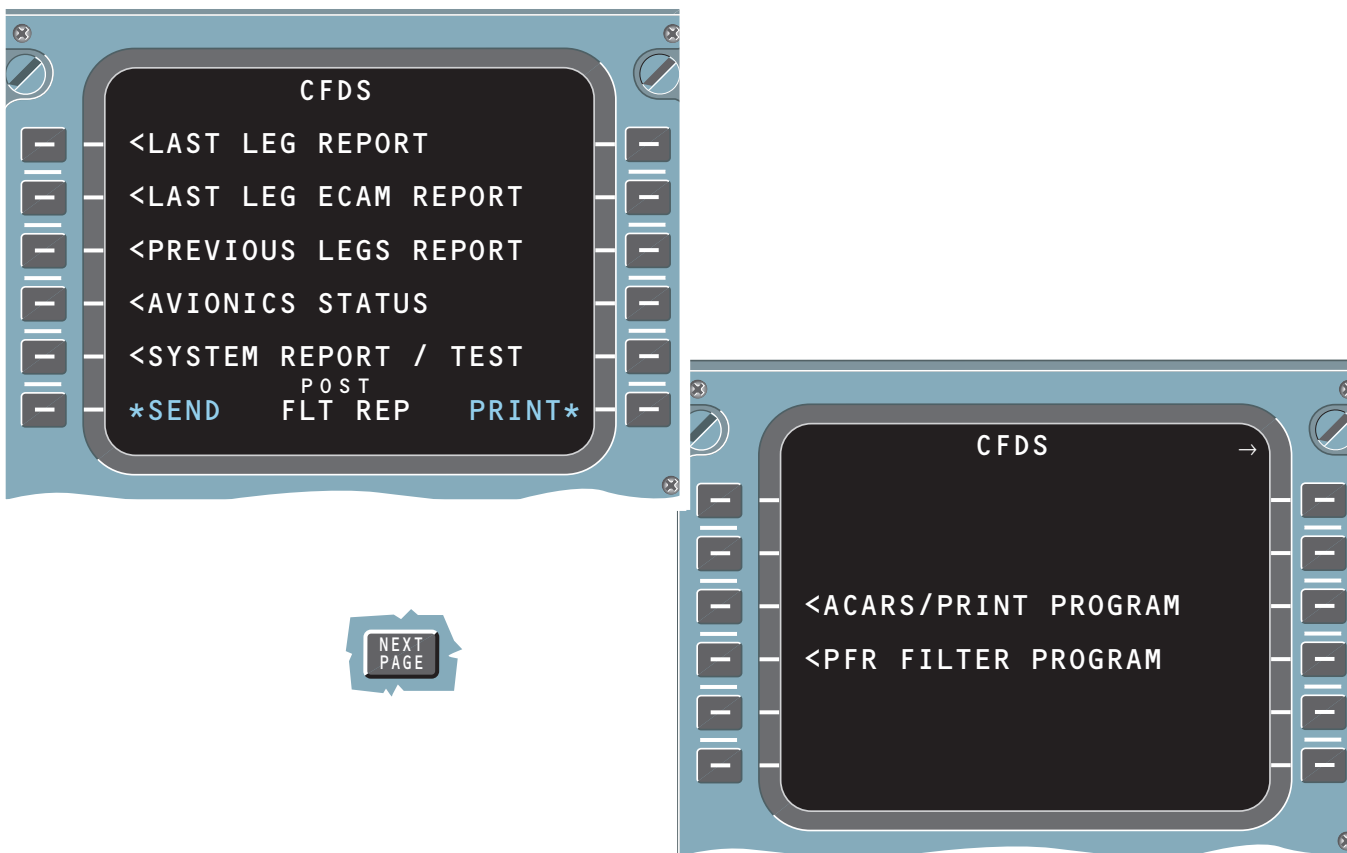 CFDS
<LAST LEG REPORT
<LAST LEG ECAM REPORT
<PREVIOUS LEGS REPORT
<AVIONICS STATUS
<SYSTEM REPORT / TEST
POST
*SEND FLT REP PRINT*
NEXT
PAGE
CFDS →
<ACARS/PRINT PROGRAM
<PFR FILTER PROGRAM